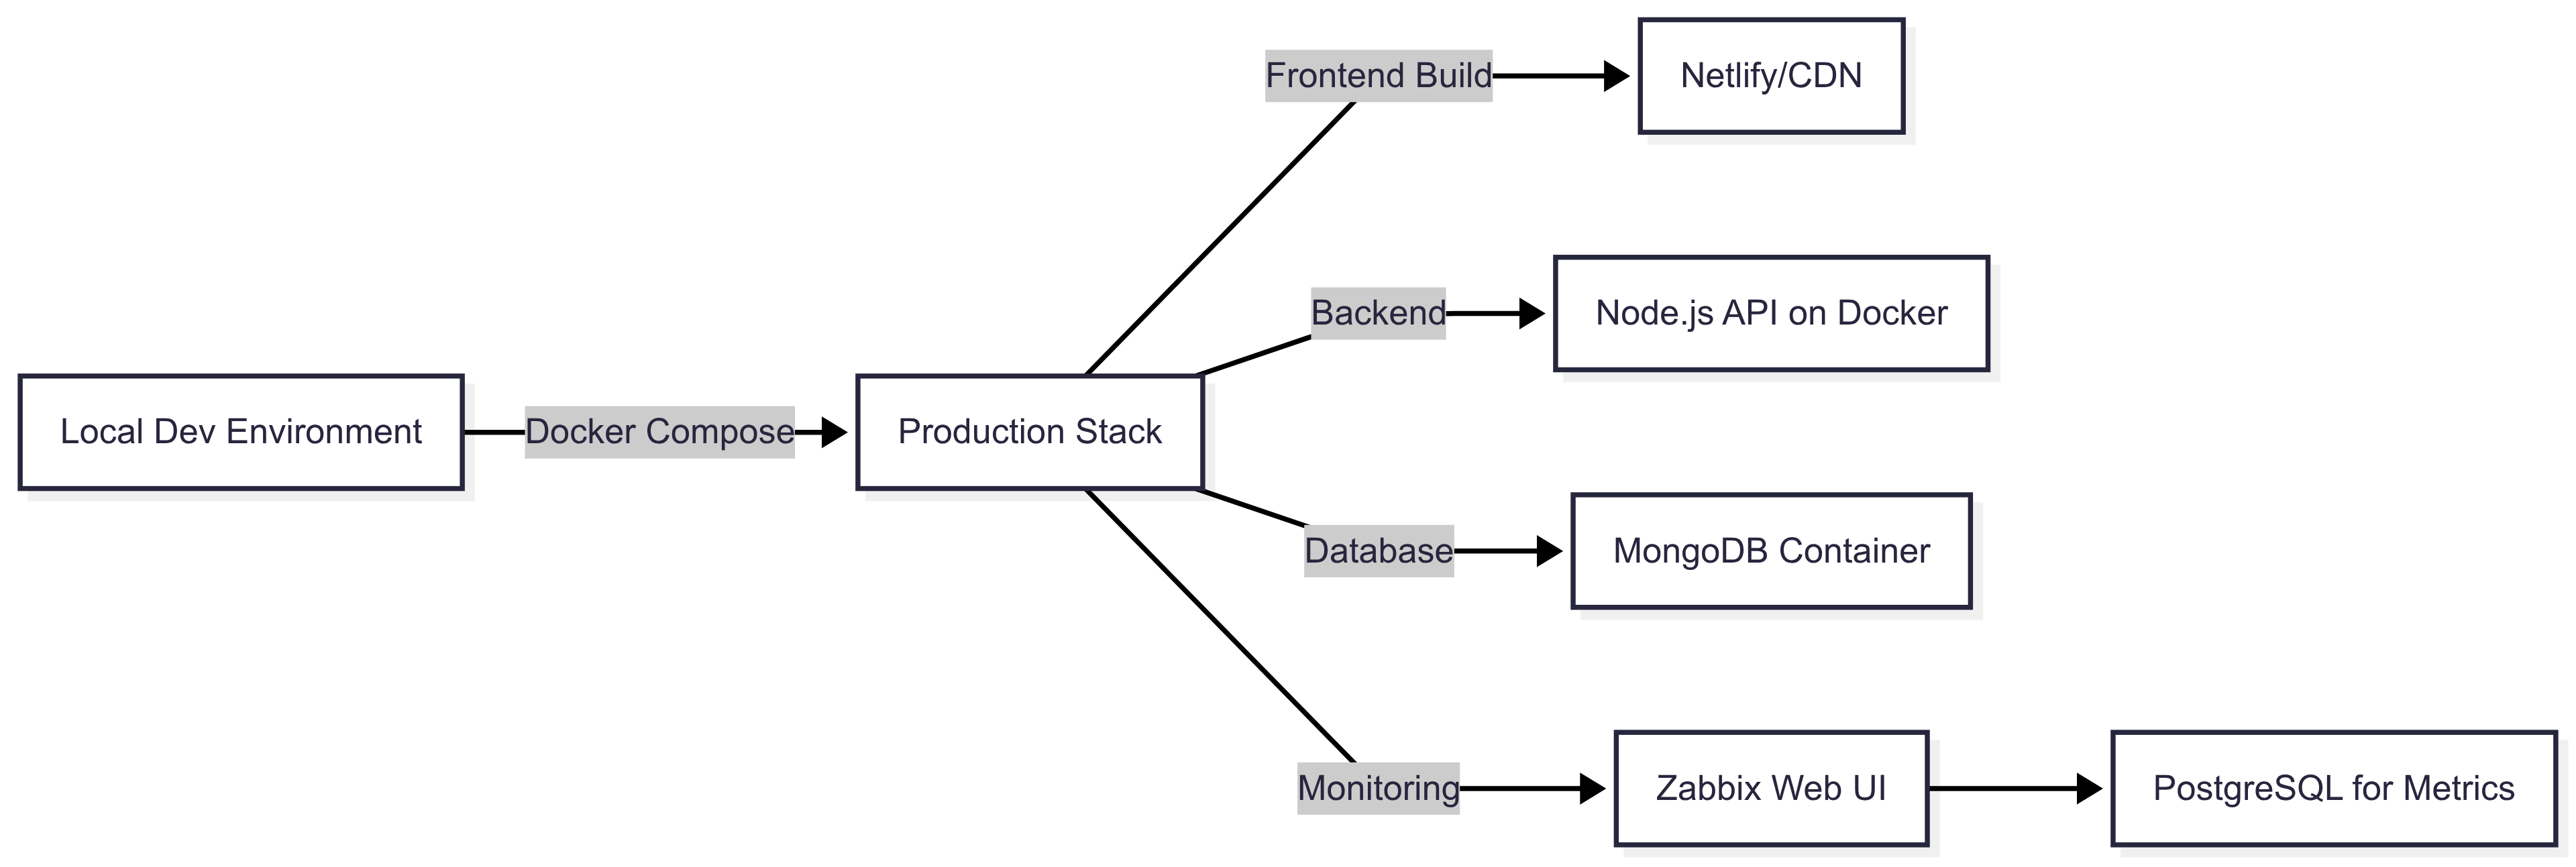 Local Dev Environment
Docker Compose
Production Stack
Frontend Build
Netlify/CDN
Backend
Node.js API on Docker
Database
MongoDB Container
Monitoring
Zabbix Web UI
PostgreSQL for Metrics